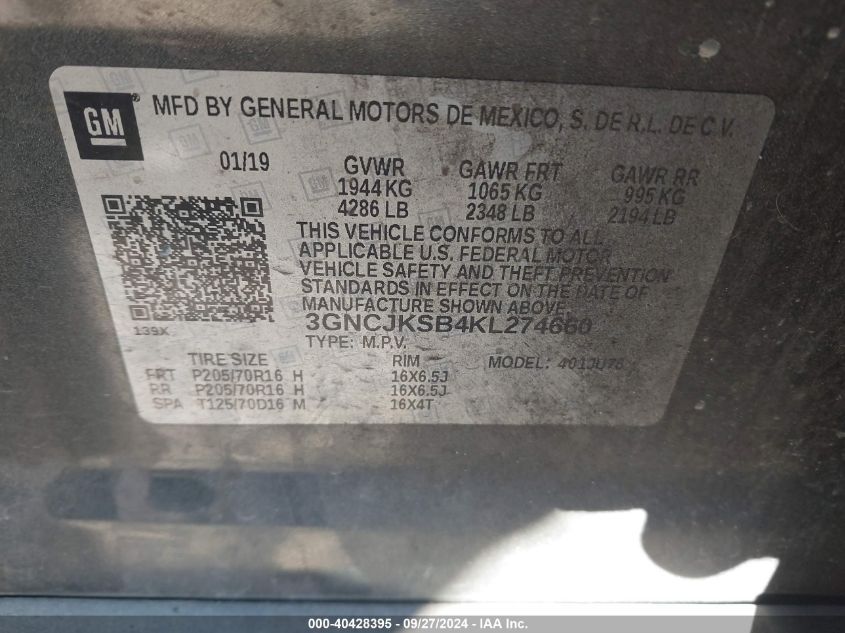 GM ® MFD BY GENERAL MOTORS DE MEXICO, S. DE R.L. DE C.V.
01/19 GVWR GAWR FRT GAWR RR
1944 KG 1065 KG 995 KG
4286 LB 2348 LB 2194 LB
THIS VEHICLE CONFORMS TO ALL
APPLICABLE U.S. FEDERAL MOTOR
VEHICLE SAFETY AND THEFT PREVENTION
STANDARDS IN EFFECT ON THE DATE OF
MANUFACTURE SHOWN ABOVE.
139X 3GNCJKSB4KL274660
TYPE: M.P.V. MODEL: 401JU76
TIRE SIZE RIM
FRT P205/70R16 H 16X6.5J
RR P205/70R16 H 16X6.5J
SPA T125/70D16 M 16X4T
000-40428395 - 09/27/2024 - IAA Inc.